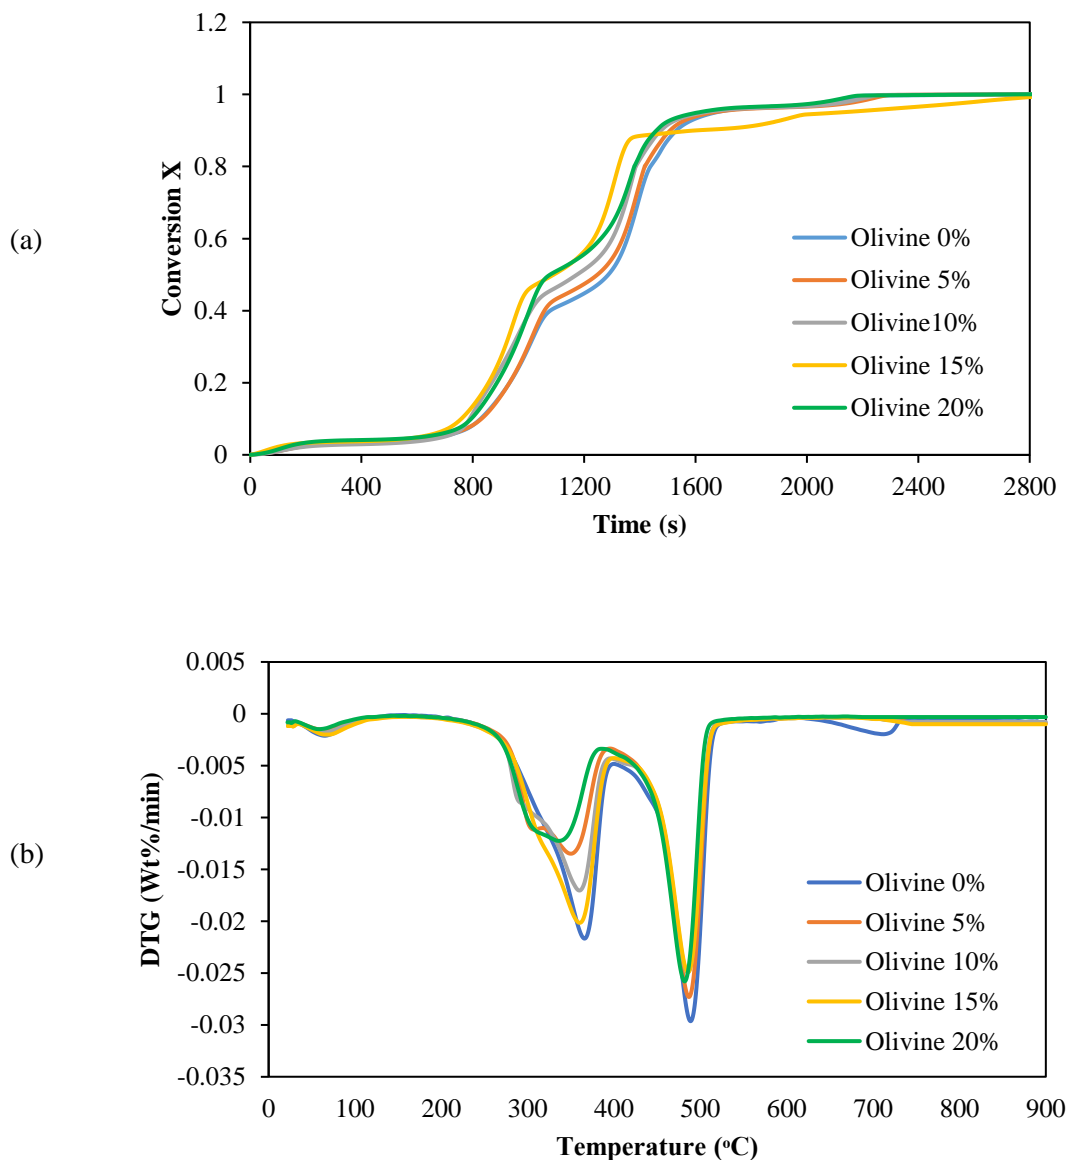 (a)
Conversion X
1.2
1
0.8
0.6
0.4
0.2
0
0 400 800 1200 1600 2000 2400 2800
Time (s)
Olivine 0%
Olivine 5%
Olivine10%
Olivine 15%
Olivine 20%
(b)
DTG (Wt%/min)
0.005
0
-0.005
-0.01
-0.015
-0.02
-0.025
-0.03
-0.035
0 100 200 300 400 500 600 700 800 900
Temperature (ºC)
Olivine 0%
Olivine 5%
Olivine 10%
Olivine 15%
Olivine 20%